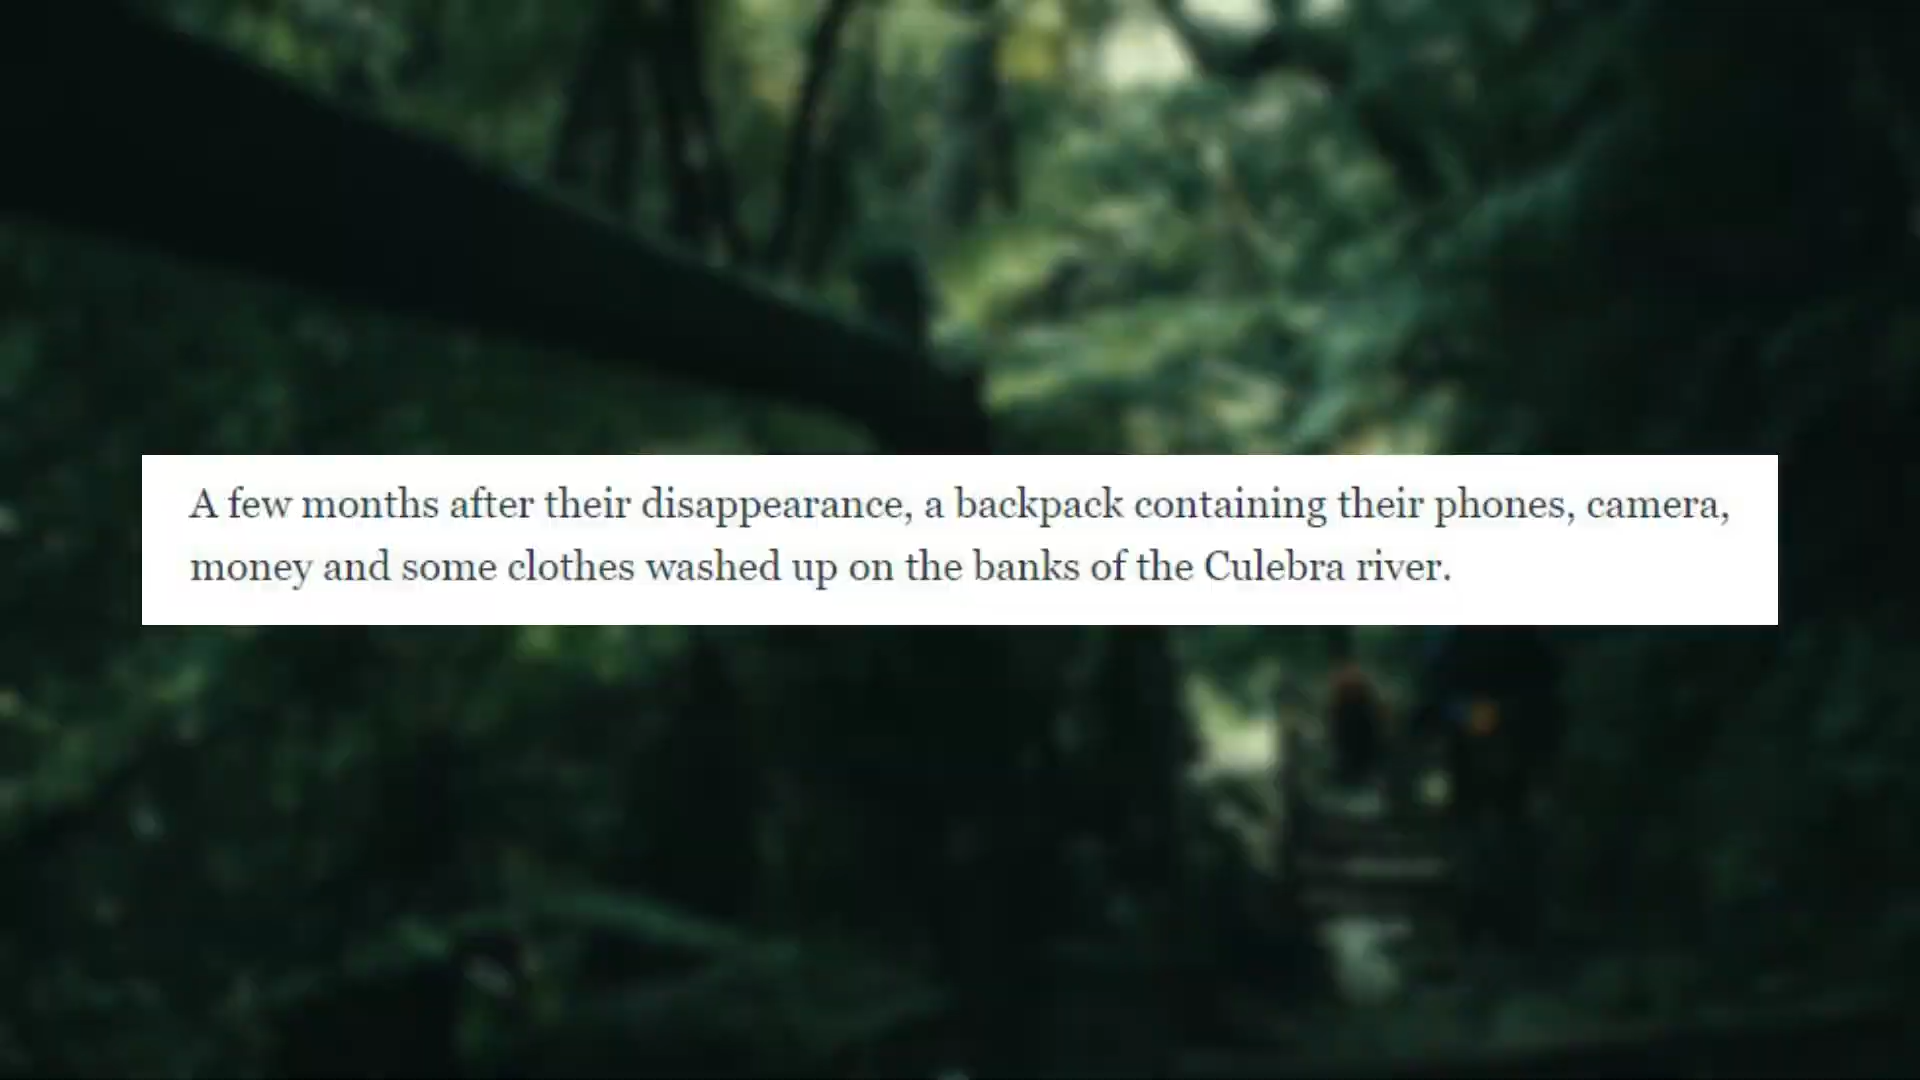 A few months after their disappearance, a backpack containing their phones, camera,
money and some clothes washed up on the banks of the Culebra river.